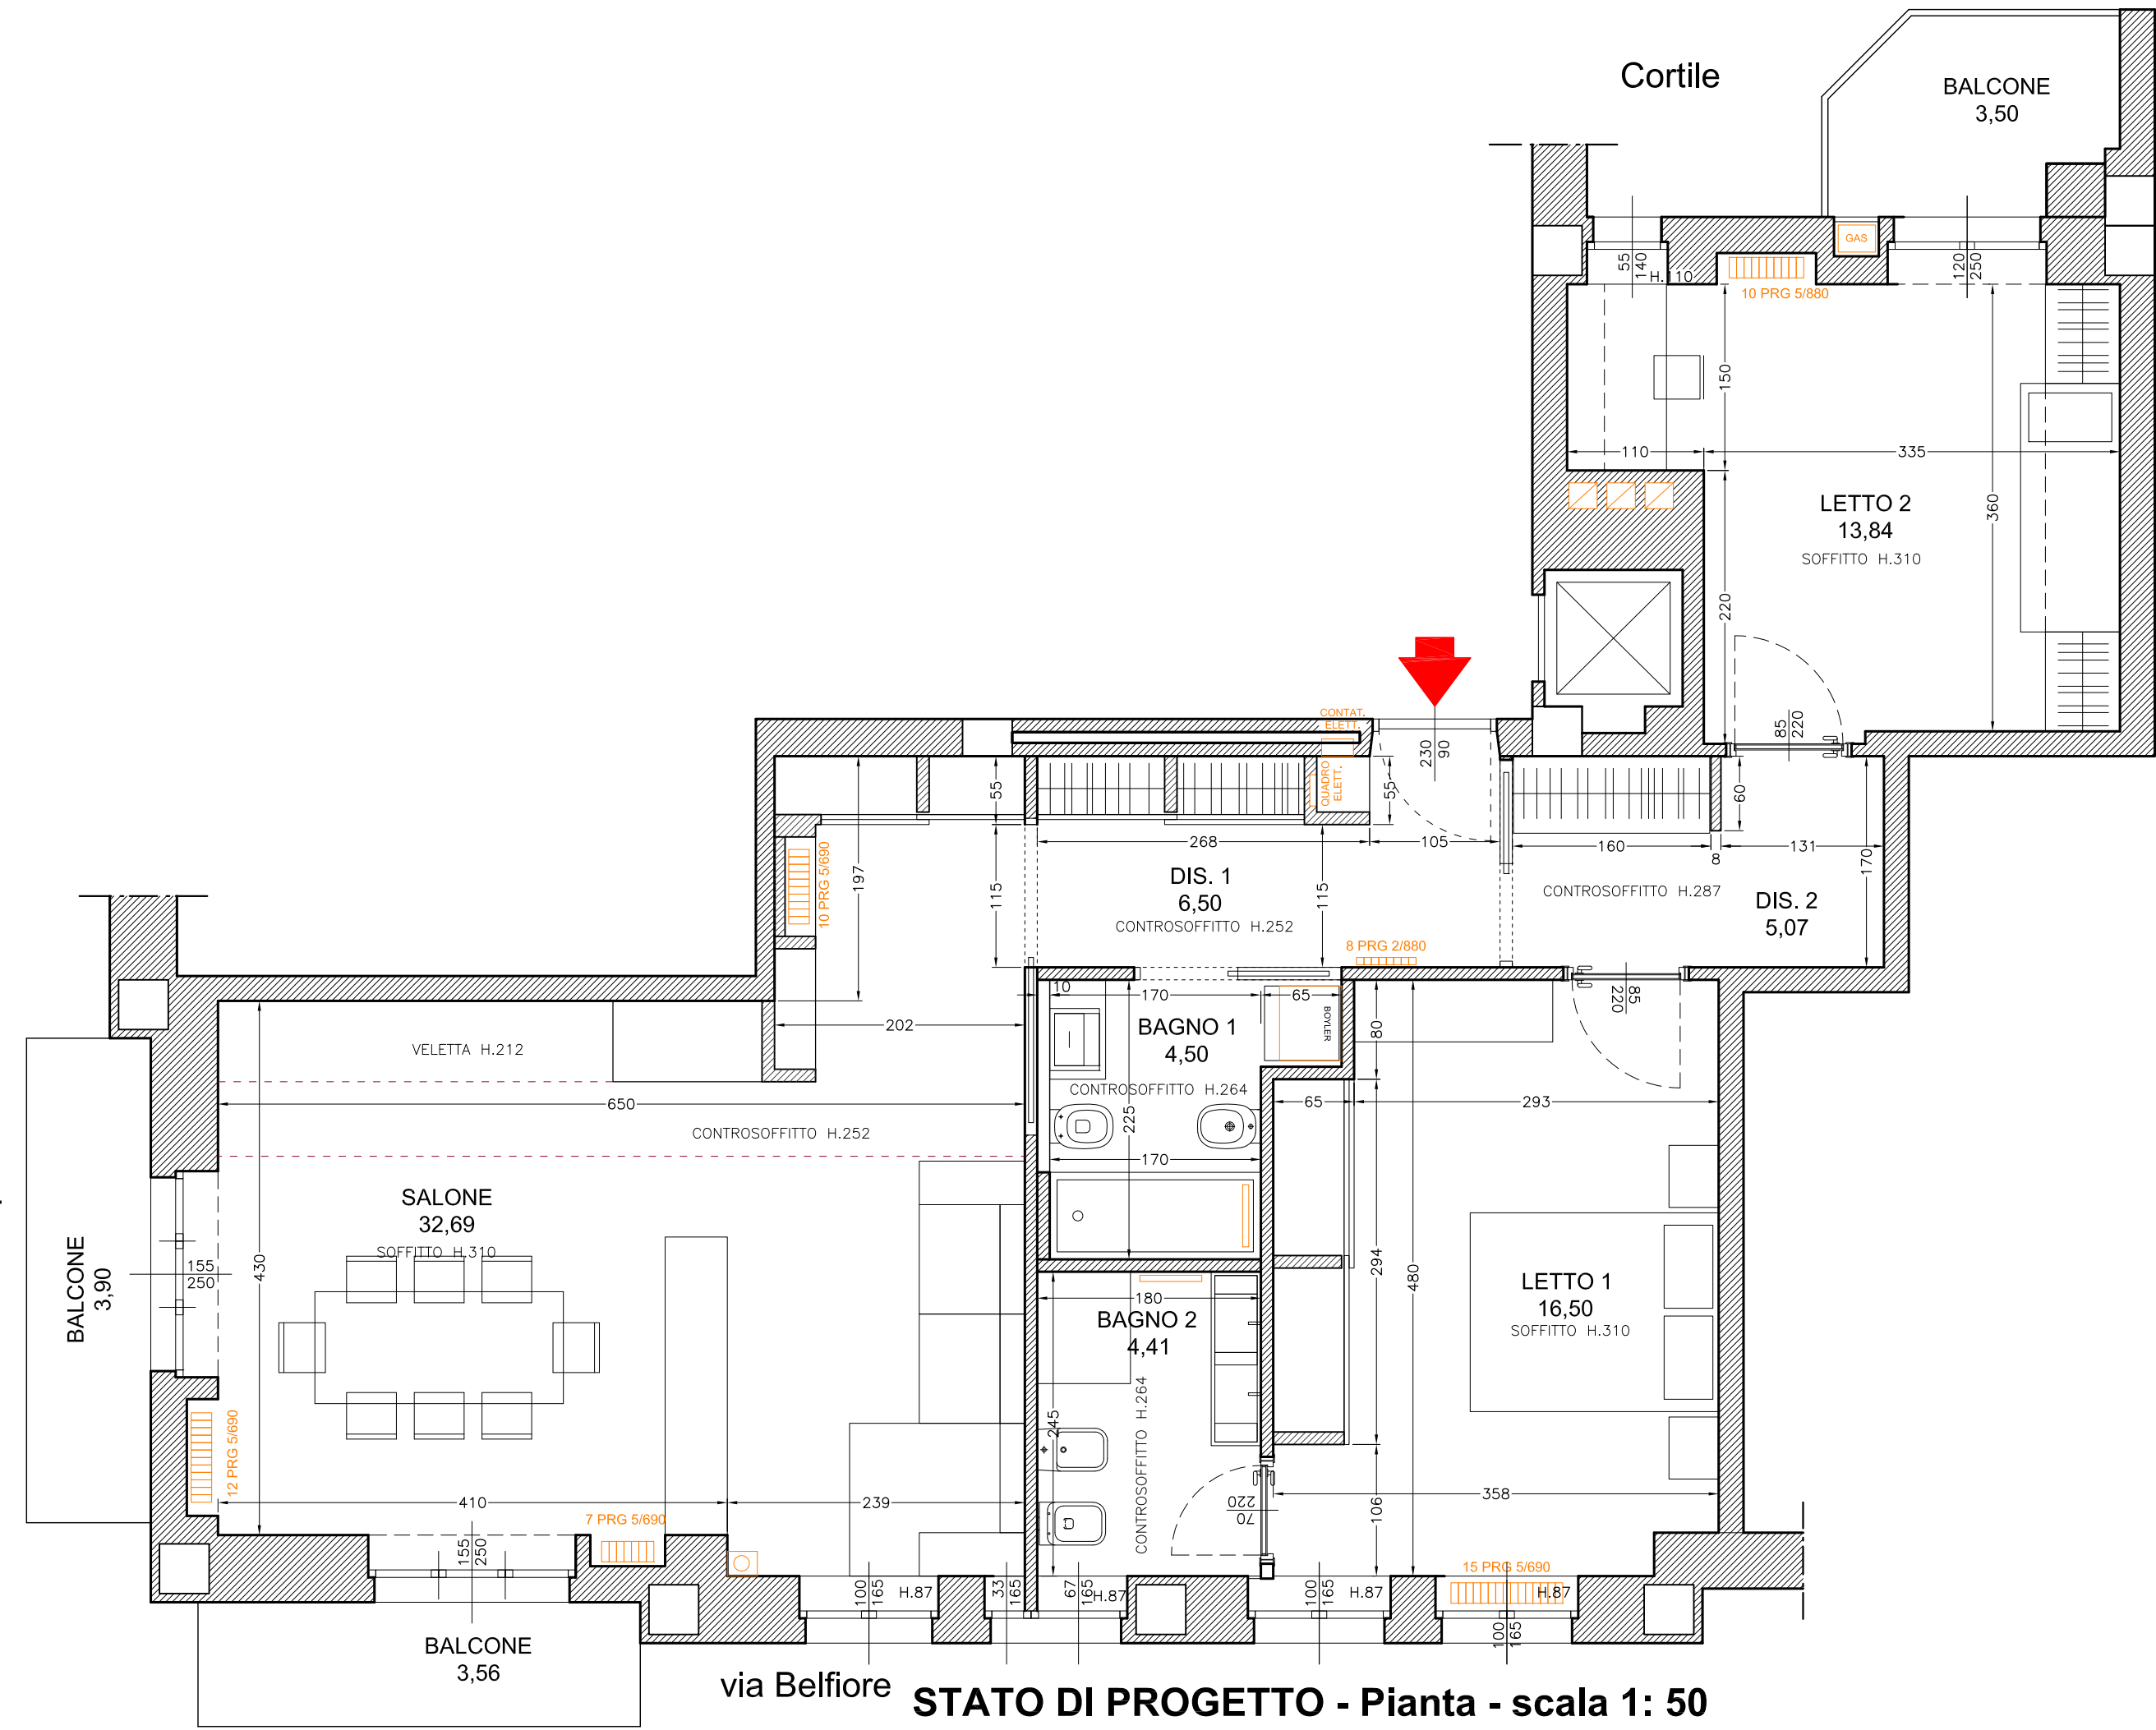 Cortile
BALCONE
3,50
GAS
55
140
H.110
10 PRG 5/880
120
250
150
110
335
360
LETTO 2
13,84
SOFFITTO H.310
220
85
220
CONTAT.
ELETT.
QUADRO
ELETT.
230
90
55
55
60
268
105
160
8
131
170
197
10 PRG 5/690
115
115
DIS. 1
6,50
CONTROSOFFITTO H.252
CONTROSOFFITTO H.287
DIS. 2
5,07
8 PRG 2/880
85
220
10
170
65
BOYLER
80
202
BAGNO 1
4,50
VELETTA H.212
CONTROSOFFITTO H.264
650
65
293
CONTROSOFFITTO H.252
225
170
SALONE
32,69
SOFFITTO H.310
BALCONE
3,90
155
250
430
294
480
LETTO 1
16,50
SOFFITTO H.310
180
BAGNO 2
4,41
CONTROSOFFITTO H.264
245
12 PRG 5/690
410
239
358
220
70
106
7 PRG 5/690
155
250
15 PRG 5/690
100
165
H.87
33
165
67
165
H.87
100
165
H.87
100
165
H.87
BALCONE
3,56
via Belfiore
STATO DI PROGETTO - Pianta - scala 1: 50